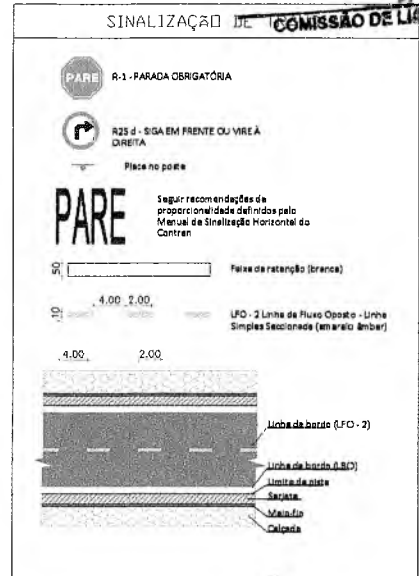 SINALIZAÇÃO DE
COMISSÃO DE LI
PARE
R-1 - PARADA OBRIGATÓRIA
R25 d - SIGA EM FRENTE OU VIRE À
DIREITA
Placa no poste
PARE
Seguir recomendações de
proporcionalidade definidos pelo
Manual de Sinalização Horizontal do
Contran
.50
Faixa de retenção (branca)
.10
4.00 2.00
LFO - 2 Linha de Fluxo Oposto - Linha
Simples Seccionada (amarelo âmbar)
4.00 2.00
Linha de bordo (LFO - 2)
Linha de bordo (LBO)
Limite da pista
Sarjeta
Meio-fio
Calçada